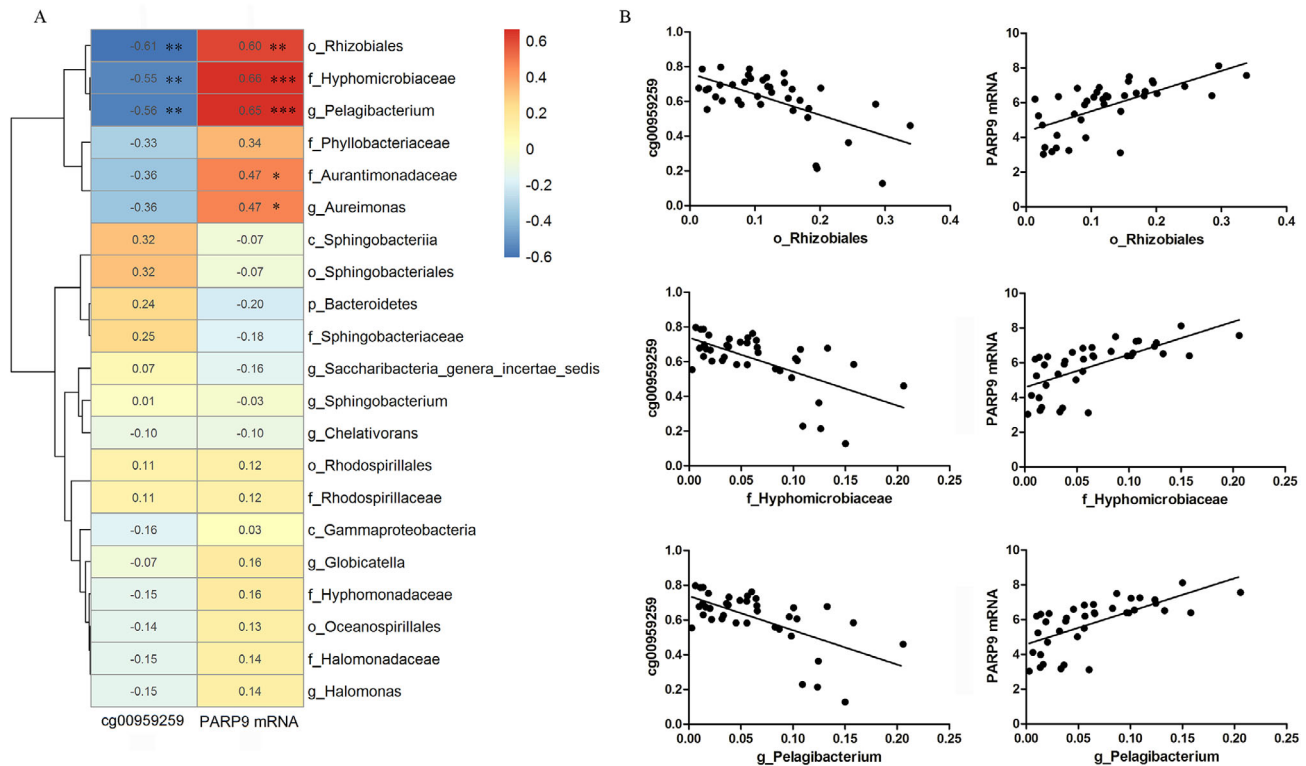 A
-0.61 ** 0.60 ** o_Rhizobiales
-0.55 ** 0.66 *** f_Hyphomicrobiaceae
-0.56 ** 0.65 *** g_Pelagibacterium
-0.33 0.34 f_Phyllobacteriaceae
-0.36 0.47 * f_Aurantimonadaceae
-0.36 0.47 * g_Aureimonas
0.32 -0.07 c_Sphingobacteriia
0.32 -0.07 o_Sphingobacteriales
0.24 -0.20 p_Bacteroidetes
0.25 -0.18 f_Sphingobacteriaceae
0.07 -0.16 g_Saccharibacteria_genera_incertae_sedis
0.01 -0.03 g_Sphingobacterium
-0.10 -0.10 g_Chelativorans
0.11 0.12 o_Rhodospirillales
0.11 0.12 f_Rhodospirillaceae
-0.16 0.03 c_Gammaproteobacteria
-0.07 0.16 g_Globicatella
-0.15 0.16 f_Hyphomonadaceae
-0.14 0.13 o_Oceanospirillales
-0.15 0.14 f_Halomonadaceae
-0.15 0.14 g_Halomonas
cg00959259 PARP9 mRNA
0.6
0.4
0.2
0
-0.2
-0.4
-0.6
B
cg00959259
1.0
0.8
0.6
0.4
0.2
0.0
0.0 0.1 0.2 0.3 0.4
o_Rhizobiales
PARP9 mRNA
10
8
6
4
2
0
0.0 0.1 0.2 0.3 0.4
o_Rhizobiales
cg00959259
1.0
0.8
0.6
0.4
0.2
0.0
0.00 0.05 0.10 0.15 0.20 0.25
f_Hyphomicrobiaceae
PARP9 mRNA
10
8
6
4
2
0
0.00 0.05 0.10 0.15 0.20 0.25
f_Hyphomicrobiaceae
cg00959259
1.0
0.8
0.6
0.4
0.2
0.0
0.00 0.05 0.10 0.15 0.20 0.25
g_Pelagibacterium
PARP9 mRNA
10
8
6
4
2
0
0.00 0.05 0.10 0.15 0.20 0.25
g_Pelagibacterium